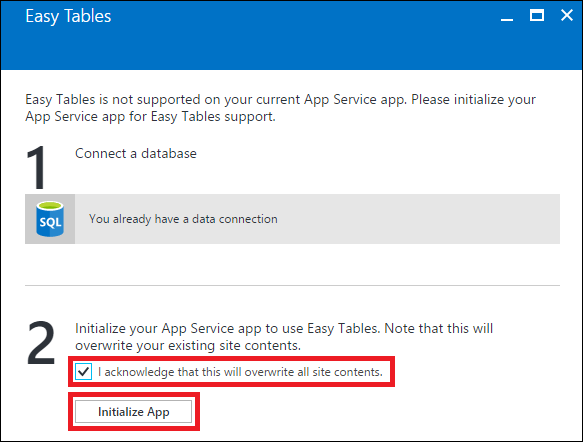 Easy Tables
Easy Tables is not supported on your current App Service app. Please initialize your
App Service app for Easy Tables support.
1
Connect a database
SQL
You already have a data connection
2
Initialize your App Service app to use Easy Tables. Note that this will
overwrite your existing site contents.
I acknowledge that this will overwrite all site contents.
Initialize App